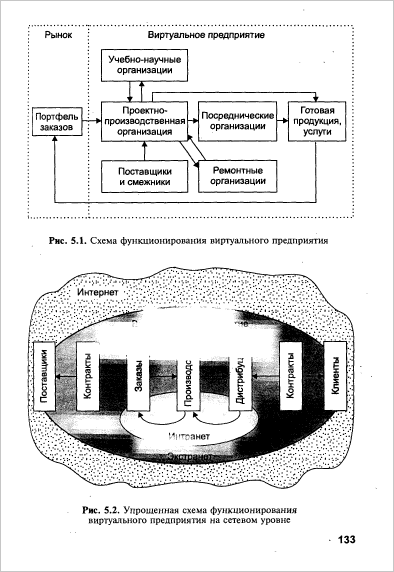 Рынок
Виртуальное предприятие
Учебно-научные
организации
Портфель
заказов
Проектно-
производственная
организация
Посреднические
организации
Готовая
продукция,
услуги
Поставщики
и смежники
Ремонтные
организации
Рис. 5.1. Схема функционирования виртуального предприятия
Интернет
Поставщики
Контракты
Заказы
Производс
Дистрибуц
Контракты
Клиенты
Интранет
Экстранет
Рис. 5.2. Упрощенная схема функционирования
виртуального предприятия на сетевом уровне
133